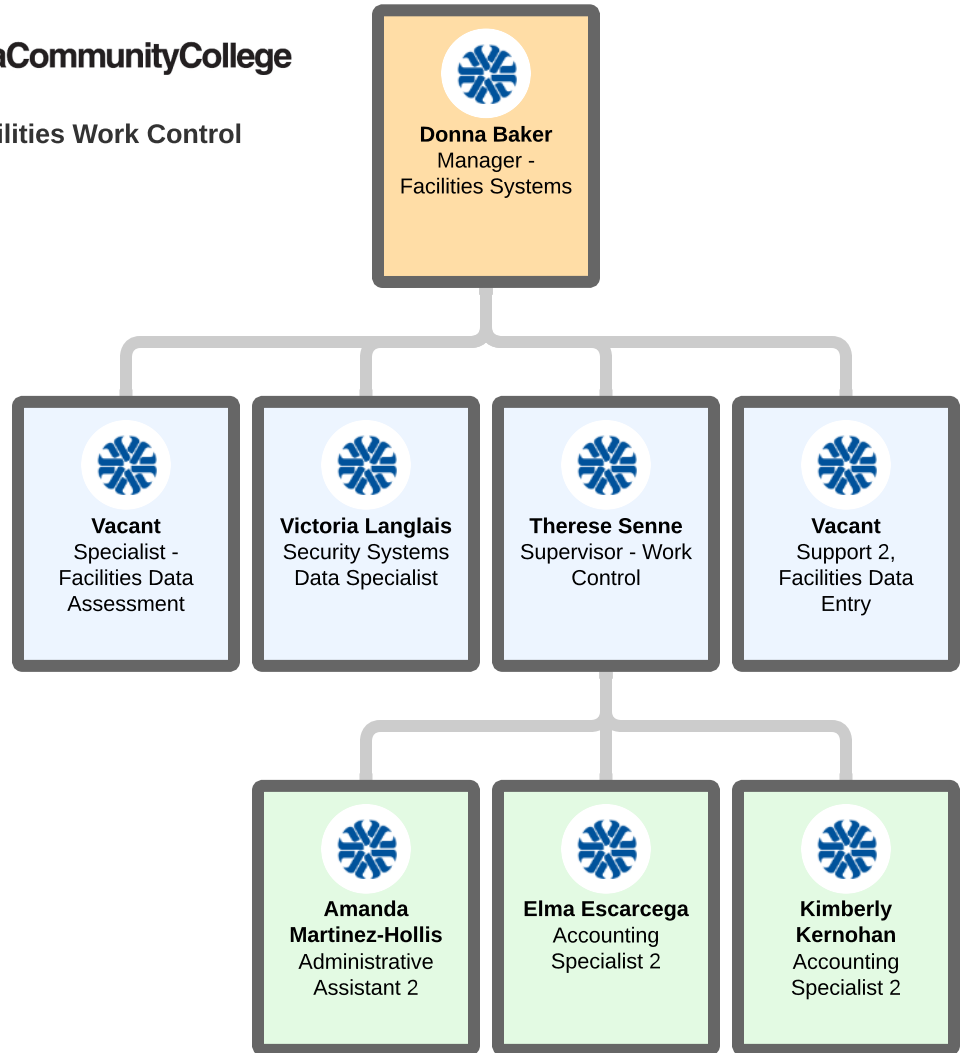 aCommunityCollege
ilities Work Control
Donna Baker
Manager -
Facilities Systems
Vacant
Specialist -
Facilities Data
Assessment
Victoria Langlais
Security Systems
Data Specialist
Therese Senne
Supervisor - Work
Control
Vacant
Support 2,
Facilities Data
Entry
Amanda
Martinez-Hollis
Administrative
Assistant 2
Elma Escarcega
Accounting
Specialist 2
Kimberly
Kernohan
Accounting
Specialist 2